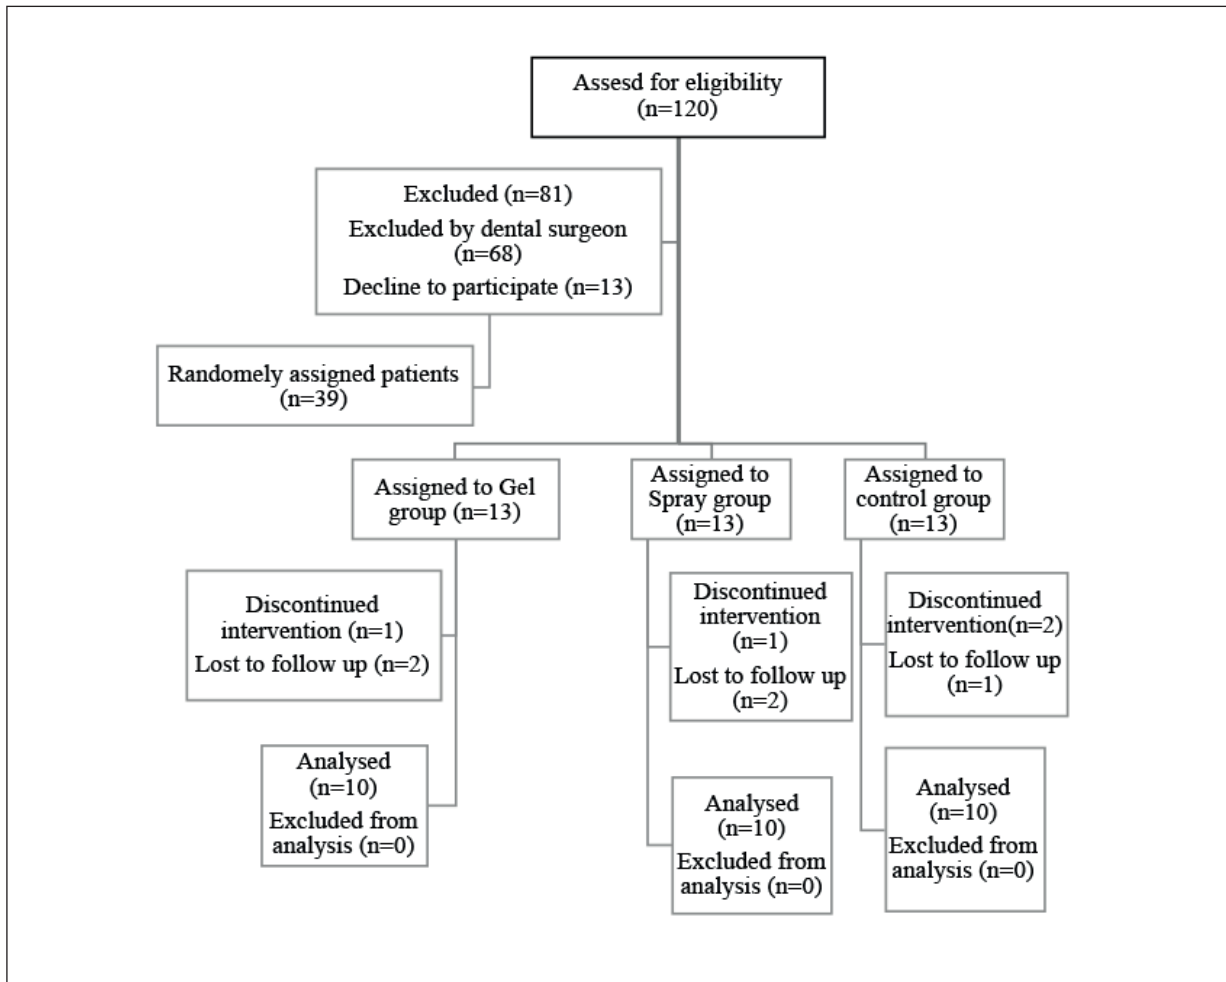 Assesd for eligibility
(n=120)
Excluded (n=81)
Excluded by dental surgeon
(n=68)
Decline to participate (n=13)
Randomely assigned patients
(n=39)
Assigned to Gel
group (n=13)
Assigned to
Spray group
(n=13)
Assigned to
control group
(n=13)
Discontinued
intervention (n=1)
Lost to follow up (n=2)
Discontinued
intervention
(n=1)
Lost to follow up
(n=2)
Discontinued
intervention(n=2)
Lost to follow up
(n=1)
Analysed
(n=10)
Excluded from
analysis (n=0)
Analysed
(n=10)
Excluded from
analysis (n=0)
Analysed
(n=10)
Excluded from
analysis (n=0)